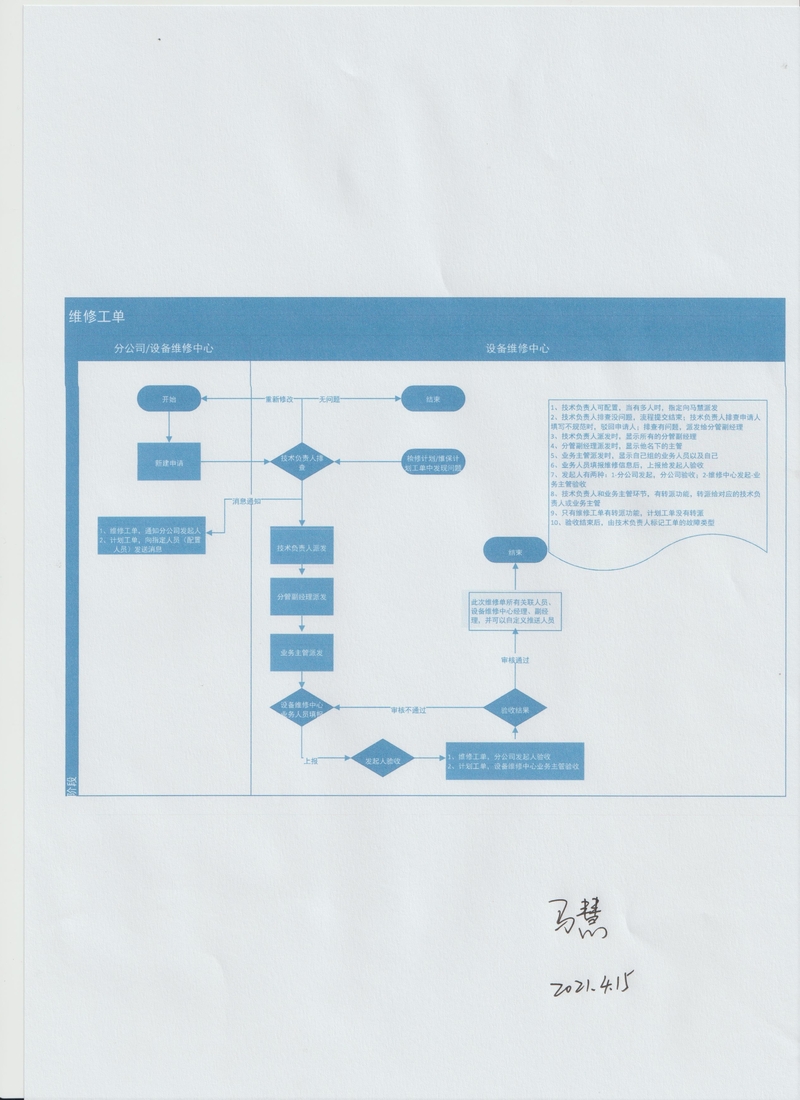 维修工单
分公司/设备维修中心
设备维修中心
开始
重新修改
无问题
结束
新建申请
技术负责人排
查
检修计划/维保计
划工单中发现问题
消息通知
1、维修工单，通知分公司发起人
2、计划工单，向指定人员（配置
人员）发送消息
技术负责人派发
分管副经理派发
业务主管派发
设备维修中心
业务人员填报
上报
发起人验收
1、维修工单，分公司发起人验收
2、计划工单，设备维修中心业务主管验收
验收结果
审核不通过
审核通过
此次维修单所有关联人员，
设备维修中心经理、副经
理，并可以自定义推送人员
结束
1、技术负责人可配置，当有多人时，指定向马慧派发
2、技术负责人排查没问题，流程提交结束；技术负责人排查申请人
填写不规范时，驳回申请人；排查有问题，派发给分管副经理
3、技术负责人派发时，显示所有的分管副经理
4、分管副经理派发时，显示他名下的主管
5、业务主管派发时，显示自己组的业务人员以及自己
6、业务人员填报维修信息后，上报给发起人验收
7、发起人有两种：1-分公司发起，分公司验收；2-维修中心发起-业
务主管验收
8、技术负责人和业务主管环节，有转派功能，转派给对应的技术负
责人或业务主管
9、只有维修工单有转派功能，计划工单没有转派
10、验收结束后，由技术负责人标记工单的故障类型
阶段
马慧
2021.4.15